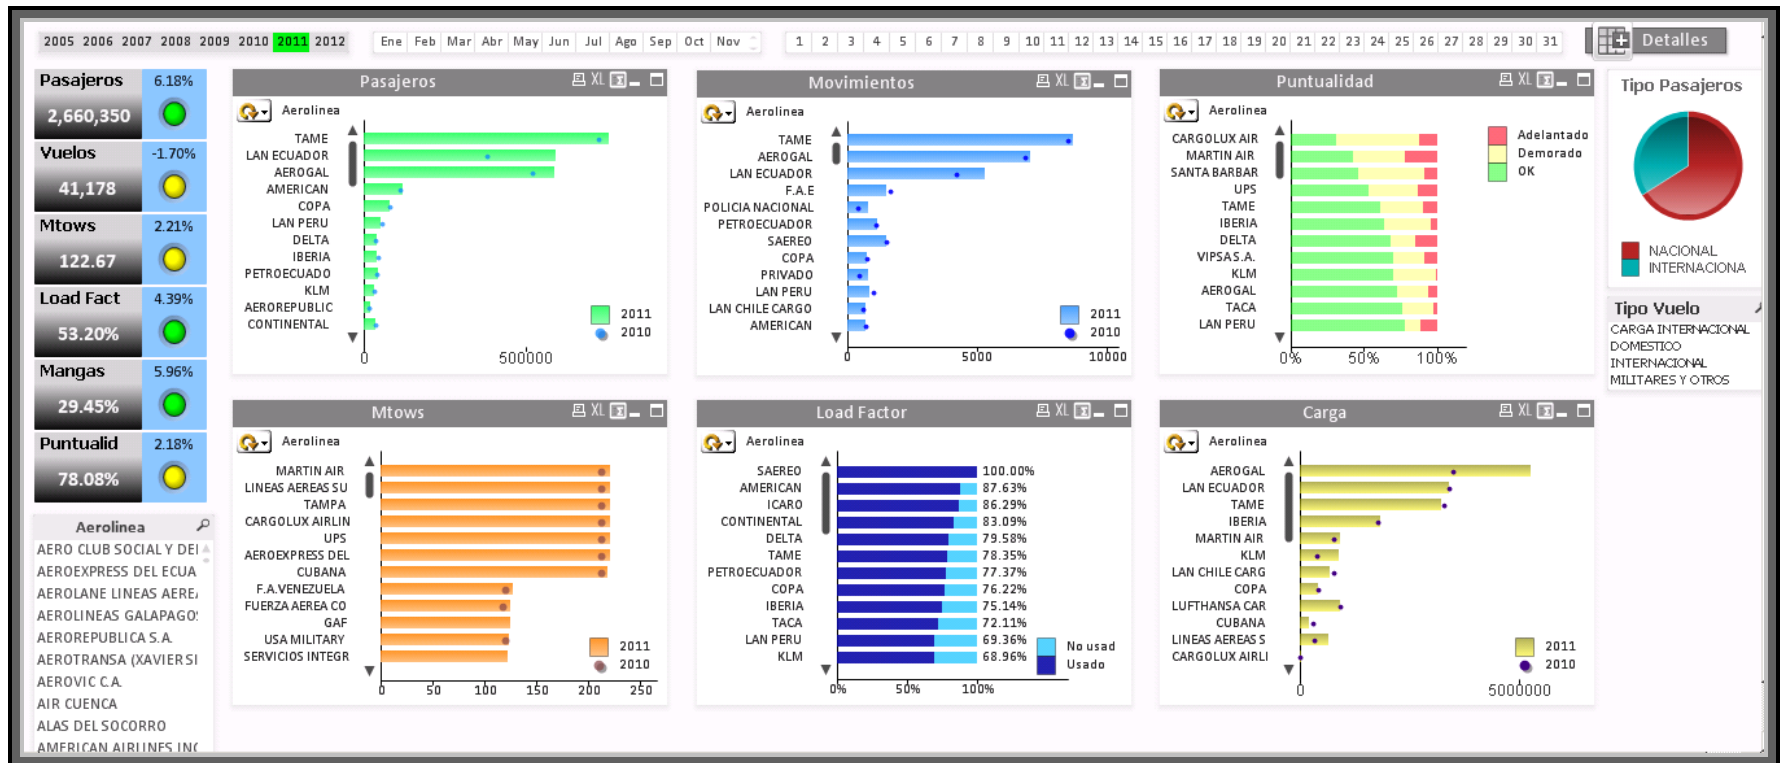 2005 2006 2007 2008 2009 2010 2011 2012
Ene Feb Mar Abr May Jun Jul Ago Sep Oct Nov
1 2 3 4 5 6 7 8 9 10 11 12 13 14 15 16 17 18 19 20 21 22 23 24 25 26 27 28 29 30 31
Detalles
Pasajeros 6.18%
2,660,350
Vuelos -1.70%
41,178
Mtows 2.21%
122.67
Load Fact 4.39%
53.20%
Mangas 5.96%
29.45%
Puntualid 2.18%
78.08%
Aerolinea
AERO CLUB SOCIAL Y DEI
AEROEXPRESS DEL ECUA
AEROLANE LINEAS AERE
AEROLINEAS GALAPAGO
AEROREPUBLICA S.A.
AEROTRANSA (XAVIER SI
AEROVIC C.A.
AIR CUENCA
ALAS DEL SOCORRO
AMERICAN AIRLINES INC
Pasajeros XL
Aerolinea
TAME
LAN ECUADOR
AEROGAL
AMERICAN
COPA
LAN PERU
DELTA
IBERIA
PETROECUADO
KLM
AEROREPUBLIC
CONTINENTAL
2011
2010
0 500000
Movimientos XL
Aerolinea
TAME
AEROGAL
LAN ECUADOR
F.A.E
POLICIA NACIONAL
PETROECUADOR
SAEREO
COPA
PRIVADO
LAN PERU
LAN CHILE CARGO
AMERICAN
2011
2010
0 5000 10000
Puntualidad XL
Aerolinea
CARGOLUX AIR
MARTIN AIR
SANTA BARBAR
UPS
TAME
IBERIA
DELTA
VIPSA S.A.
KLM
AEROGAL
TACA
LAN PERU
Adelantado
Demorado
OK
0% 50% 100%
Tipo Pasajeros
NACIONAL
INTERNACIONA
Tipo Vuelo
CARGA INTERNACIONAL
DOMESTICO
INTERNACIONAL
MILITARES Y OTROS
Mtows XL
Aerolinea
MARTIN AIR
LINEAS AEREAS SU
TAMPA
CARGOLUX AIRLIN
UPS
AEROEXPRESS DEL
CUBANA
F.A.VENEZUELA
FUERZA AEREA CO
GAF
USA MILITARY
SERVICIOS INTEGR
2011
2010
0 50 100 150 200 250
Load Factor XL
Aerolinea
SAEREO 100.00%
AMERICAN 87.63%
ICARO 86.29%
CONTINENTAL 83.09%
DELTA 79.58%
TAME 78.35%
PETROECUADOR 77.37%
COPA 76.22%
IBERIA 75.14%
TACA 72.11%
LAN PERU 69.36%
KLM 68.96%
No usad
Usado
0% 50% 100%
Carga XL
Aerolinea
AEROGAL
LAN ECUADOR
TAME
IBERIA
MARTIN AIR
KLM
LAN CHILE CARG
COPA
LUFTHANSA CAR
CUBANA
LINEAS AEREAS S
CARGOLUX AIRLI
2011
2010
0 5000000